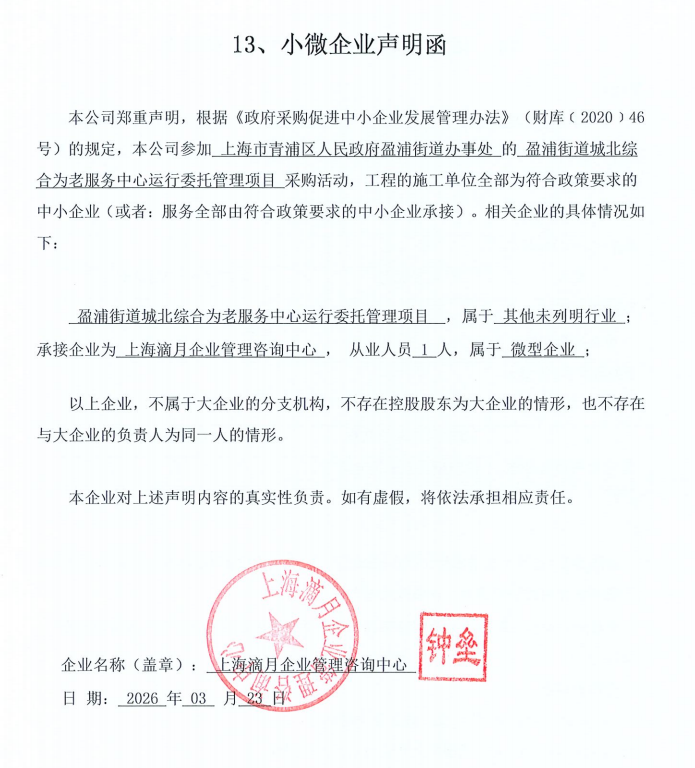 13、小微企业声明函
本公司郑重声明，根据《政府采购促进中小企业发展管理办法》（财库﹝2020﹞46
号）的规定，本公司参加 上海市青浦区人民政府盈浦街道办事处 的 盈浦街道城北综
合为老服务中心运行委托管理项目 采购活动，工程的施工单位全部为符合政策要求的
中小企业（或者：服务全部由符合政策要求的中小企业承接）。相关企业的具体情况如
下：
盈浦街道城北综合为老服务中心运行委托管理项目 ，属于 其他未列明行业 ；
承接企业为 上海滴月企业管理咨询中心 ， 从业人员 1 人，属于 微型企业 ；
以上企业，不属于大企业的分支机构，不存在控股股东为大企业的情形，也不存在
与大企业的负责人为同一人的情形。
本企业对上述声明内容的真实性负责。如有虚假，将依法承担相应责任。
上海滴月企业管理咨询中心
钟垒
企业名称（盖章）： 上海滴月企业管理咨询中心
日 期： 2026 年 03 月 23 日